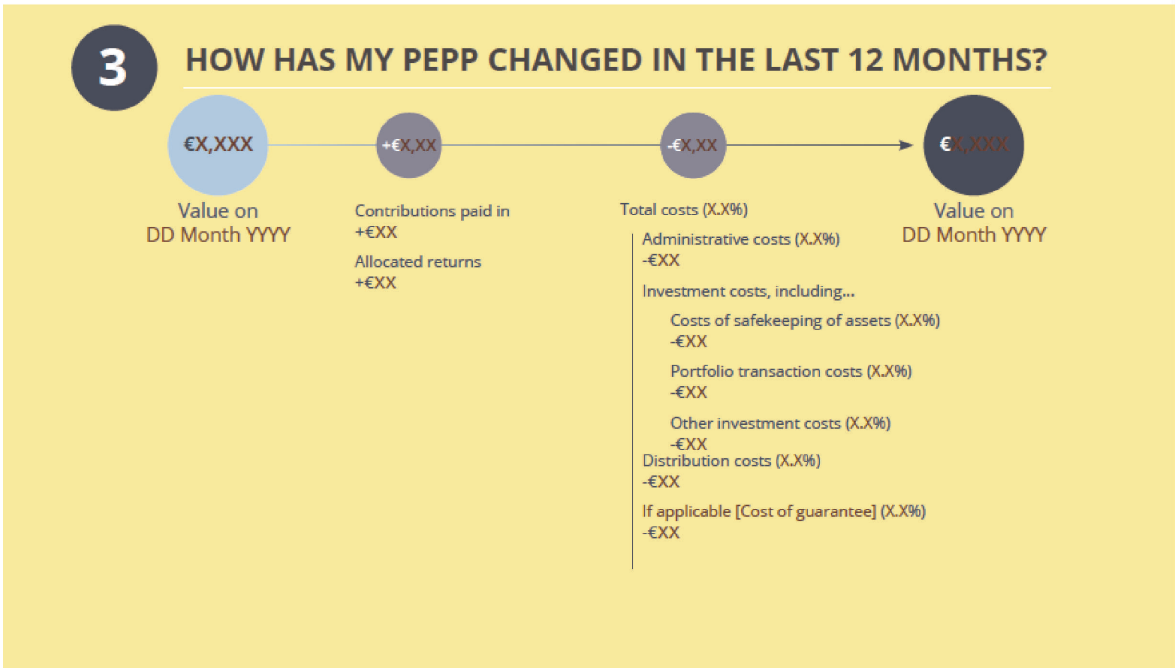 3
HOW HAS MY PEPP CHANGED IN THE LAST 12 MONTHS?
€X,XXX
+€X,XX
-€X,XX
€X,XXX
Value on
DD Month YYYY
Contributions paid in
+€XX
Allocated returns
+€XX
Total costs (X.X%)
Administrative costs (X.X%)
-€XX
Investment costs, including...
Costs of safekeeping of assets (X.X%)
-€XX
Portfolio transaction costs (X.X%)
-€XX
Other investment costs (X.X%)
-€XX
Distribution costs (X.X%)
-€XX
If applicable [Cost of guarantee] (X.X%)
-€XX
Value on
DD Month YYYY